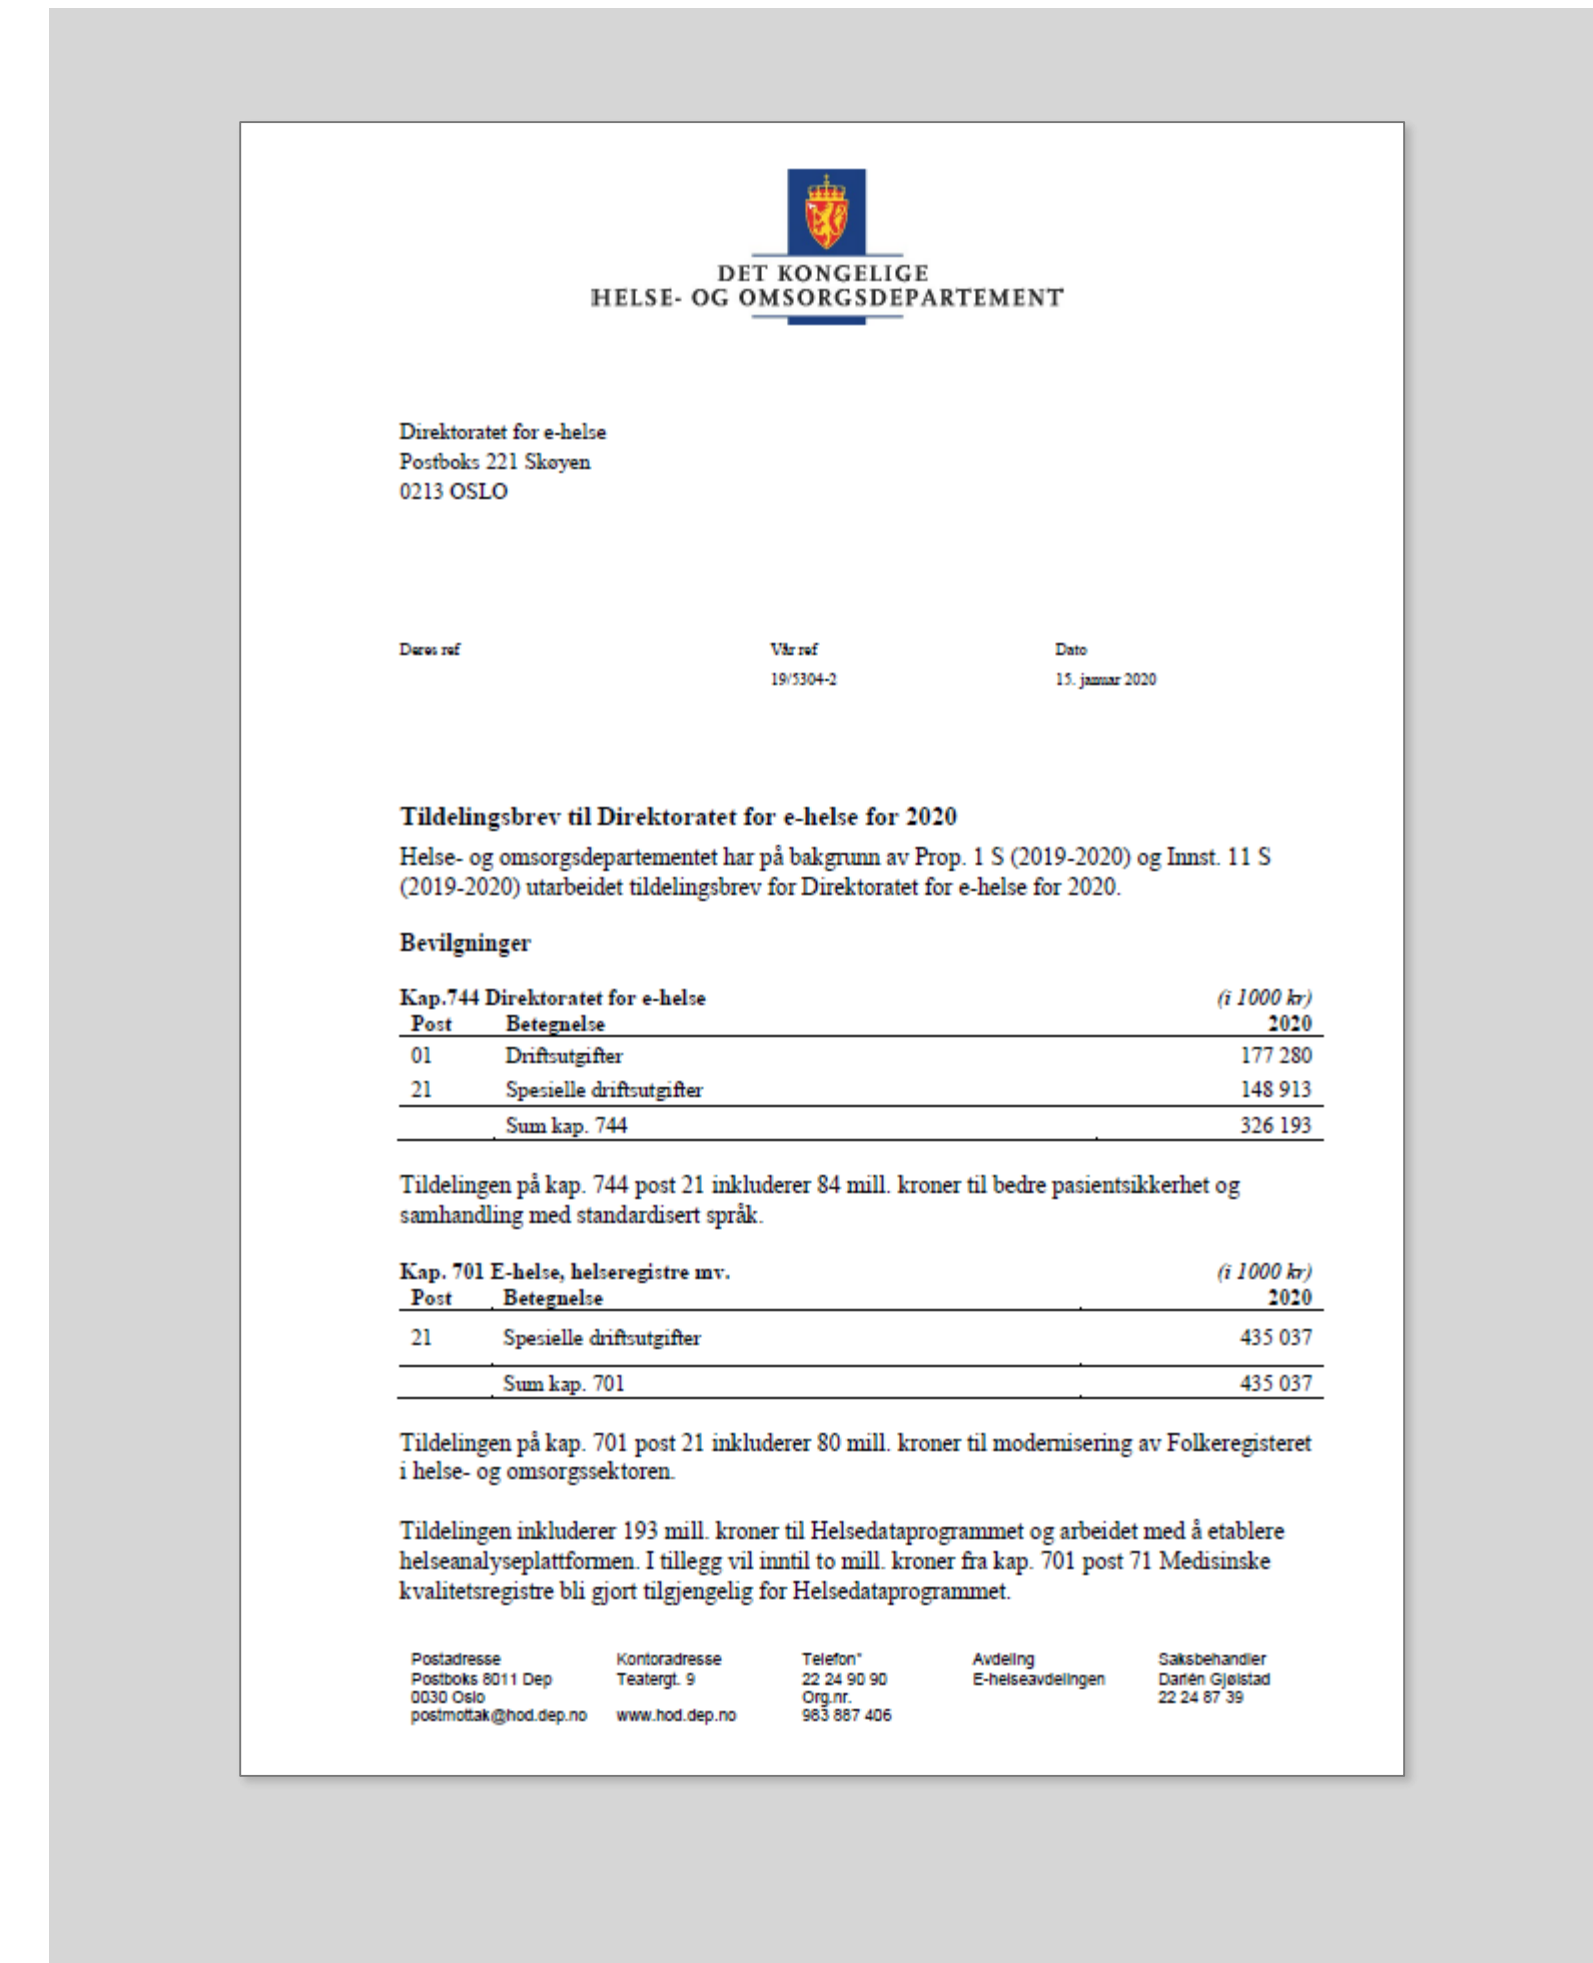 DET KONGELIGE
HELSE- OG OMSORGSDEPARTEMENT
Direktoratet for e-helse
Postboks 221 Skøyen
0213 OSLO
Deres ref Vår ref Dato
19/5304-2 15. januar 2020
Tildelingsbrev til Direktoratet for e-helse for 2020
Helse- og omsorgsdepartementet har på bakgrunn av Prop. 1 S (2019-2020) og Innst. 11 S
(2019-2020) utarbeidet tildelingsbrev for Direktoratet for e-helse for 2020.
Bevilgninger
Kap.744 Direktoratet for e-helse (i 1000 kr)
Post Betegnelse 2020
01 Driftsutgifter 177 280
21 Spesielle driftsutgifter 148 913
Sum kap. 744 326 193
Tildelingen på kap. 744 post 21 inkluderer 84 mill. kroner til bedre pasientsikkerhet og
samhandling med standardisert språk.
Kap. 701 E-helse, helseregistre mv. (i 1000 kr)
Post Betegnelse 2020
21 Spesielle driftsutgifter 435 037
Sum kap. 701 435 037
Tildelingen på kap. 701 post 21 inkluderer 80 mill. kroner til modernisering av Folkeregisteret
i helse- og omsorgssektoren.
Tildelingen inkluderer 193 mill. kroner til Helsedataprogrammet og arbeidet med å etablere
helseanalyseplattformen. I tillegg vil inntil to mill. kroner fra kap. 701 post 71 Medisinske
kvalitetsregistre bli gjort tilgjengelig for Helsedataprogrammet.
Postadresse Kontoradresse Telefon* Avdeling Saksbehandler
Postboks 8011 Dep Teatergt. 9 22 24 90 90 E-helseavdelingen Darién Gjølstad
0030 Oslo Org.nr. 22 24 87 39
postmottak@hod.dep.no www.hod.dep.no 983 887 406